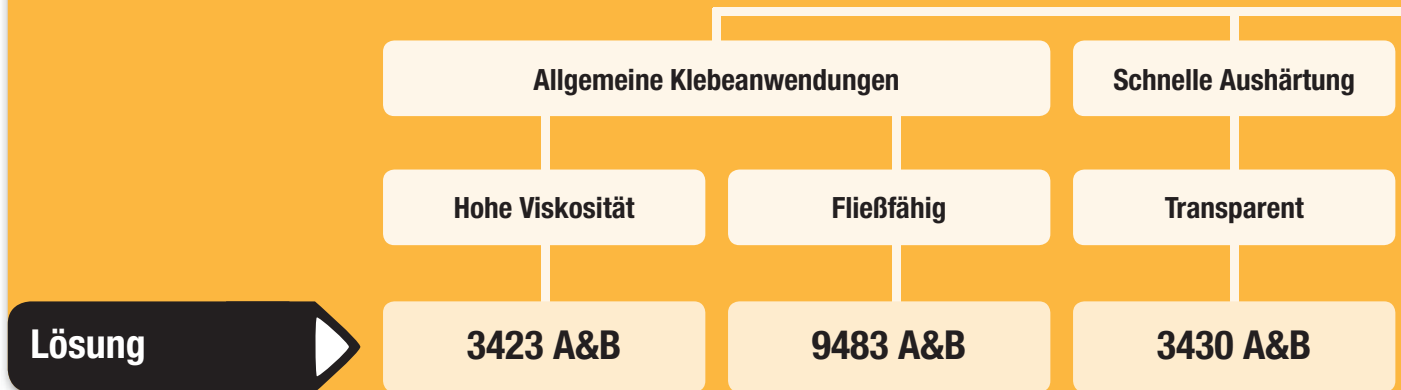 Allgemeine Klebeanwendungen
Schnelle Aushärtung
Hohe Viskosität
Fließfähig
Transparent
Lösung
3423 A&B
9483 A&B
3430 A&B